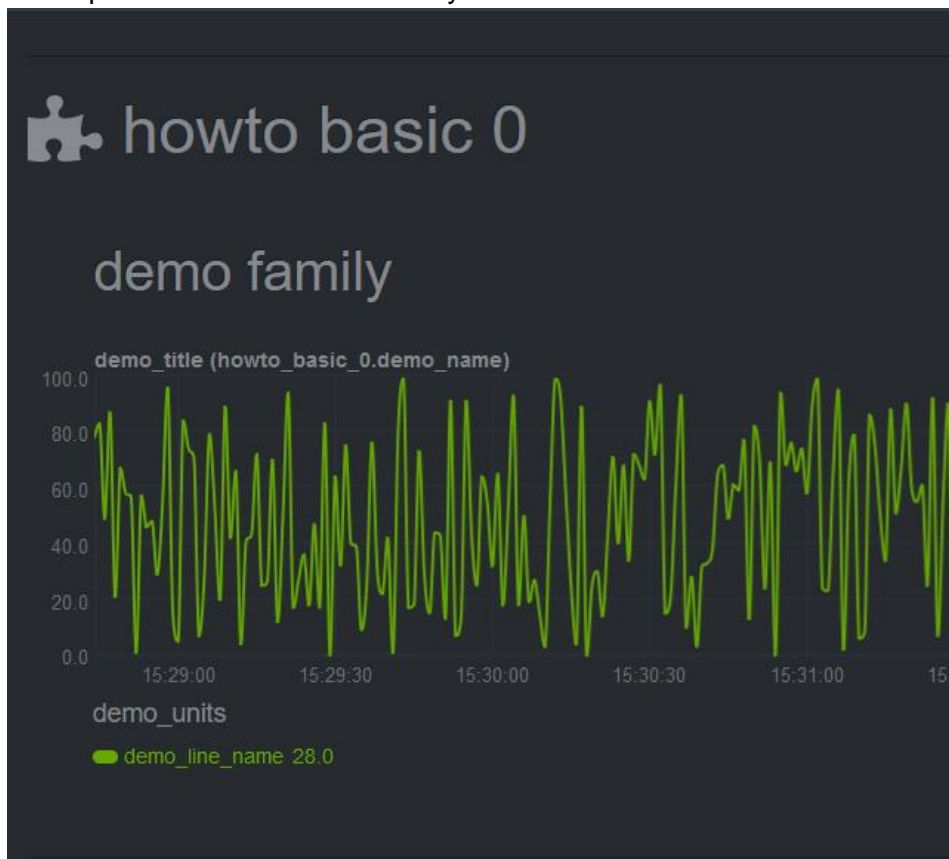 howto basic 0
demo family
demo_title (howto_basic_0.demo_name)
100.0
80.0
60.0
40.0
20.0
0.0
15:29:00 15:29:30 15:30:00 15:30:30 15:31:00 15
demo_units
demo_line_name 28.0